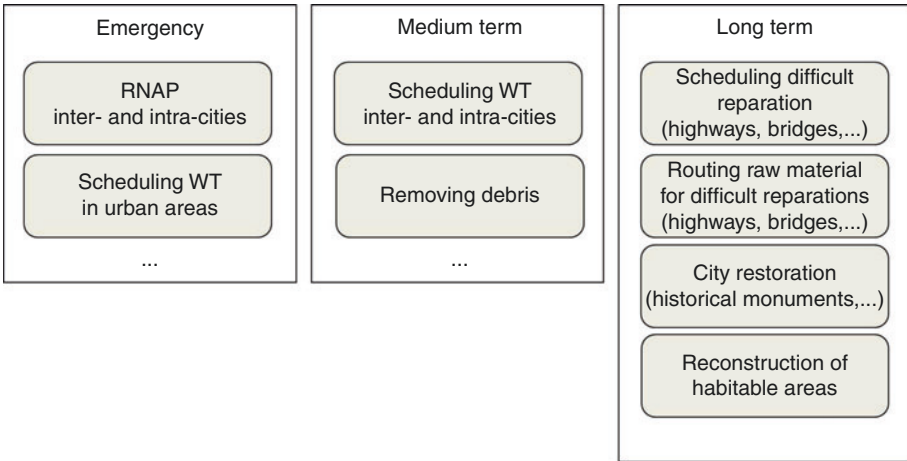 Emergency
RNAP
inter- and intra-cities
Scheduling WT
in urban areas
...
Medium term
Scheduling WT
inter- and intra-cities
Removing debris
...
Long term
Scheduling difficult
reparation
(highways, bridges,...)
Routing raw material
for difficult reparations
(highways, bridges,...)
City restoration
(historical monuments,...)
Reconstruction of
habitable areas